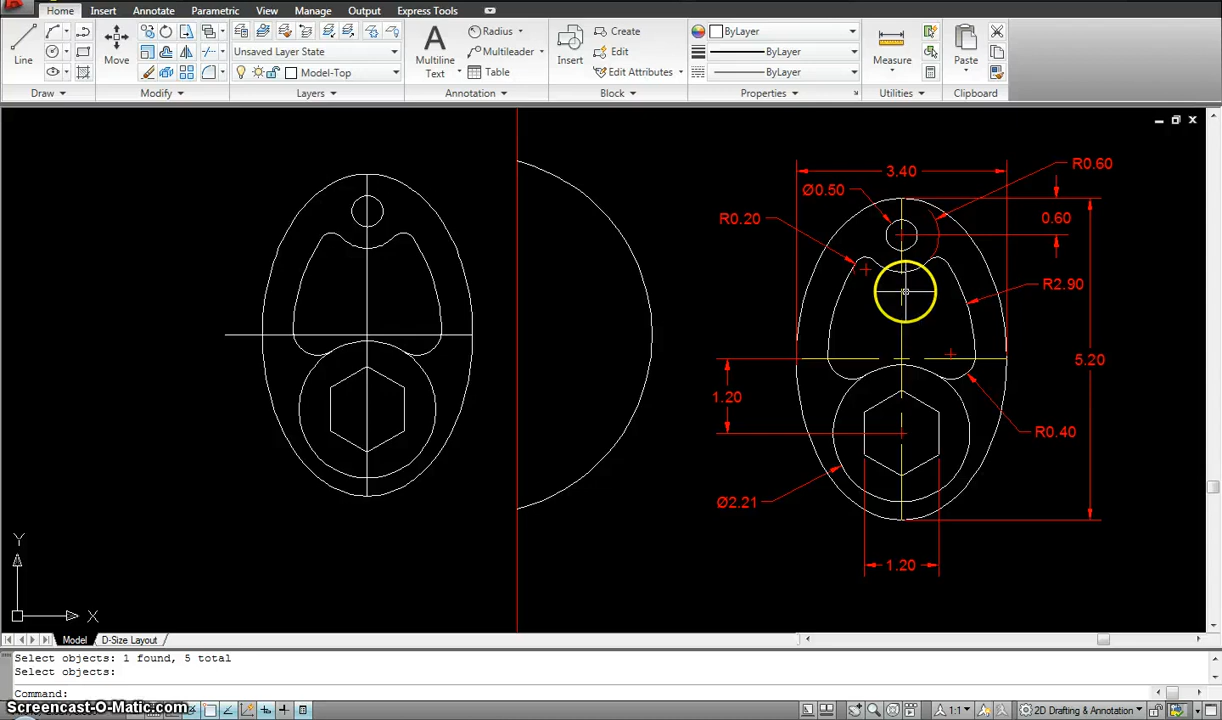 Home Insert Annotate Parametric View Manage Output Express Tools
Line Move Unsaved Layer State Multiline Text Radius Multileader Table Insert Create Edit Edit Attributes ByLayer ByLayer ByLayer Measure Paste
Model-Top
Draw Modify Layers Annotation Block Properties Utilities Clipboard
3.40
R0.60
Ø0.50
R0.20
0.60
R2.90
5.20
1.20
R0.40
Ø2.21
1.20
Y
X
Model D-Size Layout
Select objects: 1 found, 5 total
Select objects:
Command:
Screencast-O-Matic.com
1:1
2D Drafting & Annotation